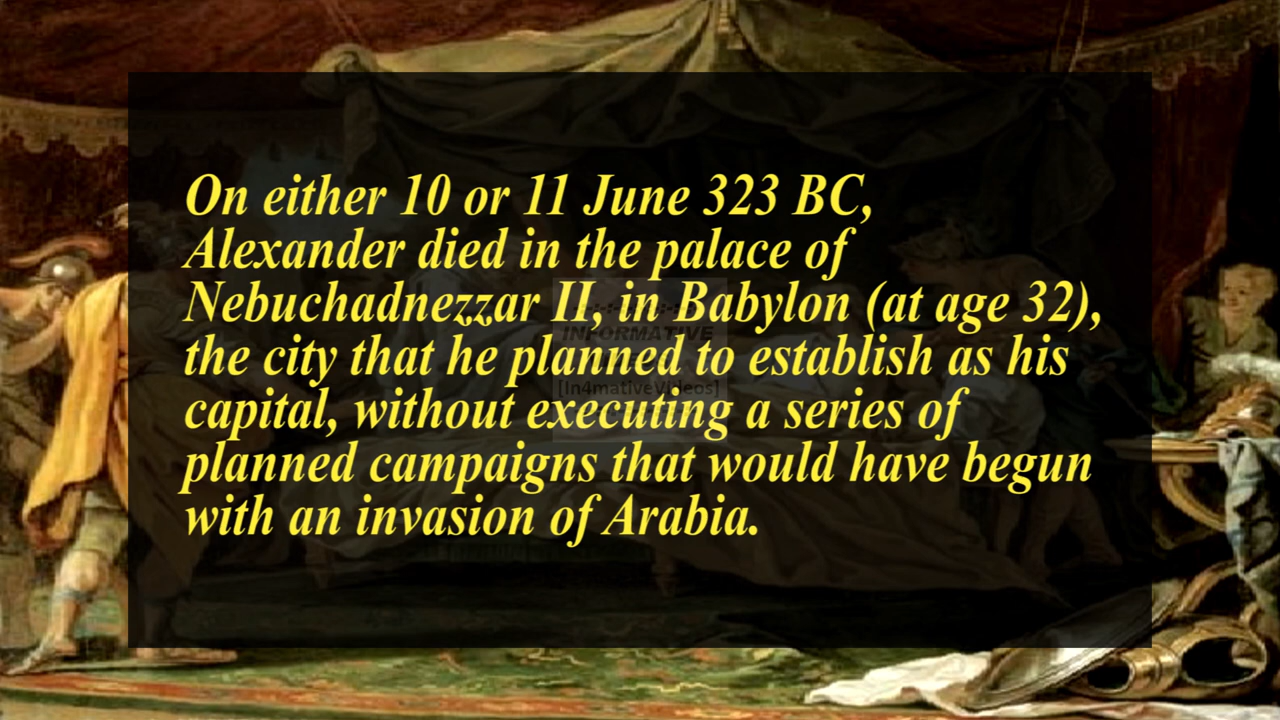 On either 10 or 11 June 323 BC,
Alexander died in the palace of
Nebuchadnezzar II, in Babylon (at age 32),
the city that he planned to establish as his
capital, without executing a series of
planned campaigns that would have begun
with an invasion of Arabia.
INFORMATIVE
[In4mativeVideos]